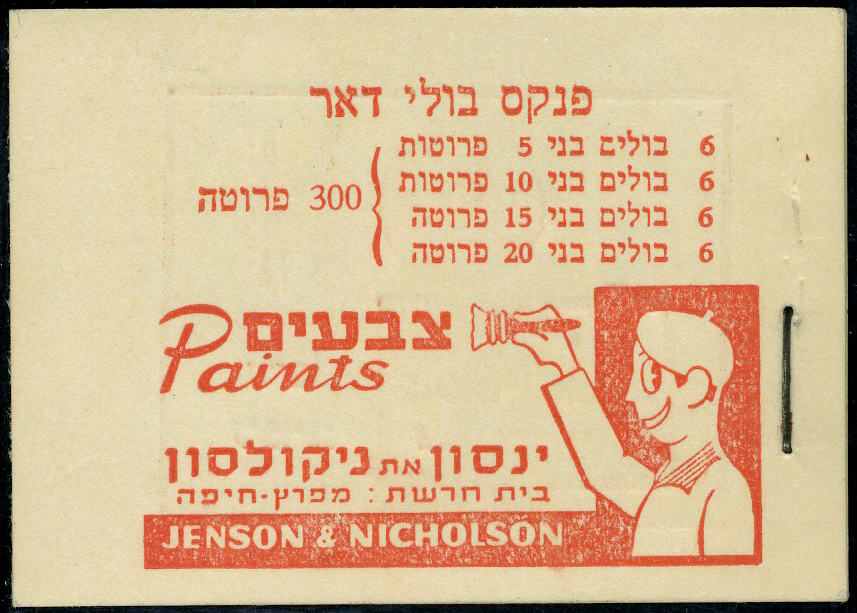 פנקס בולי דאר
6 בולים בני 5 פרוטות
6 בולים בני 10 פרוטות
6 בולים בני 15 פרוטה
6 בולים בני 20 פרוטה
300 פרוטה
צבעים
Paints
ינסון את ניקולסון
בית חרשת: מפרץ-חיפה
JENSON & NICHOLSON